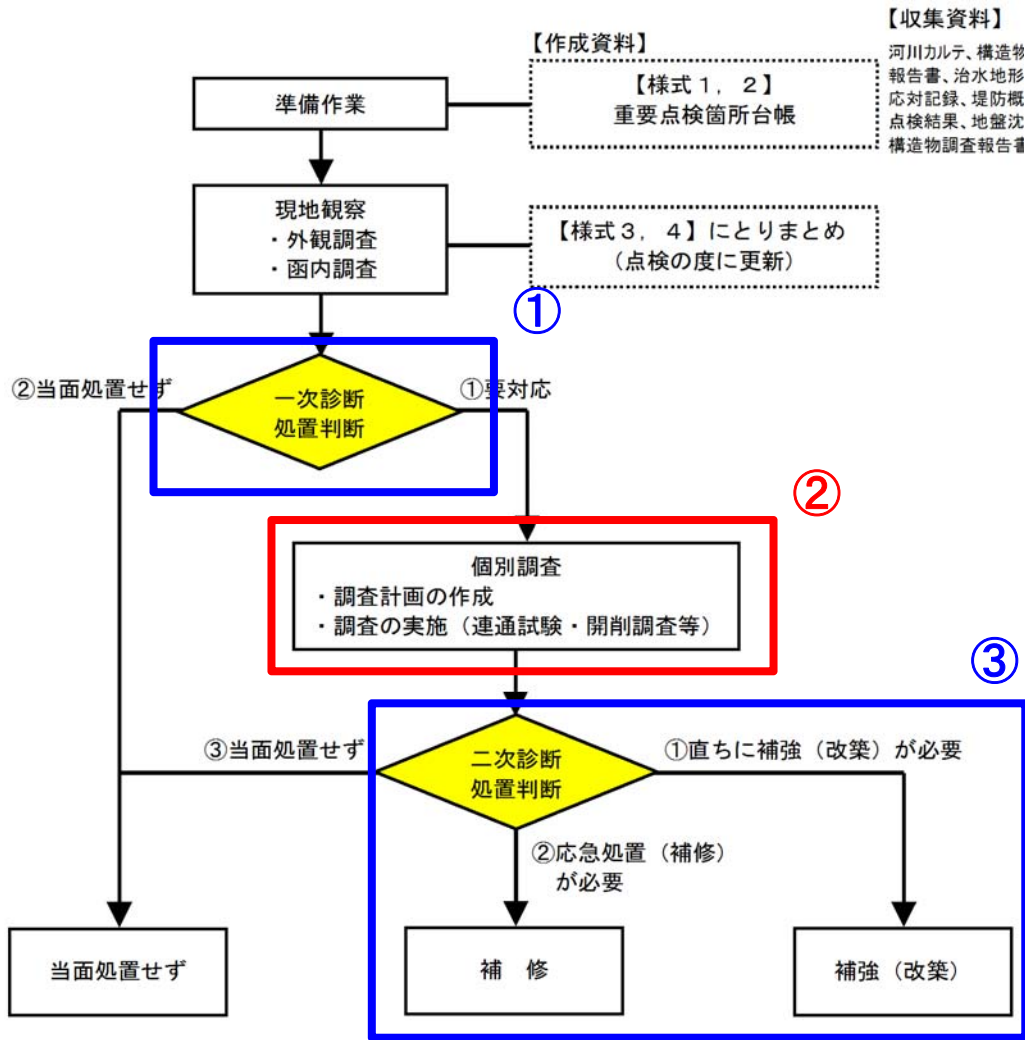 【収集資料】
河川カルテ、構造物
報告書、治水地形
応対記録、堤防概
点検結果、地盤沈
構造物調査報告書
【作成資料】
【様式1，2】
重要点検箇所台帳
準備作業
現地観察
・外観調査
・函内調査
【様式3，4】にとりまとめ
（点検の度に更新）
①
②当面処置せず
①要対応
一次診断
処置判断
②
個別調査
・調査計画の作成
・調査の実施（連通試験・開削調査等）
③
③当面処置せず
①直ちに補強（改築）が必要
二次診断
処置判断
②応急処置（補修）
が必要
当面処置せず
補　修
補強（改築）